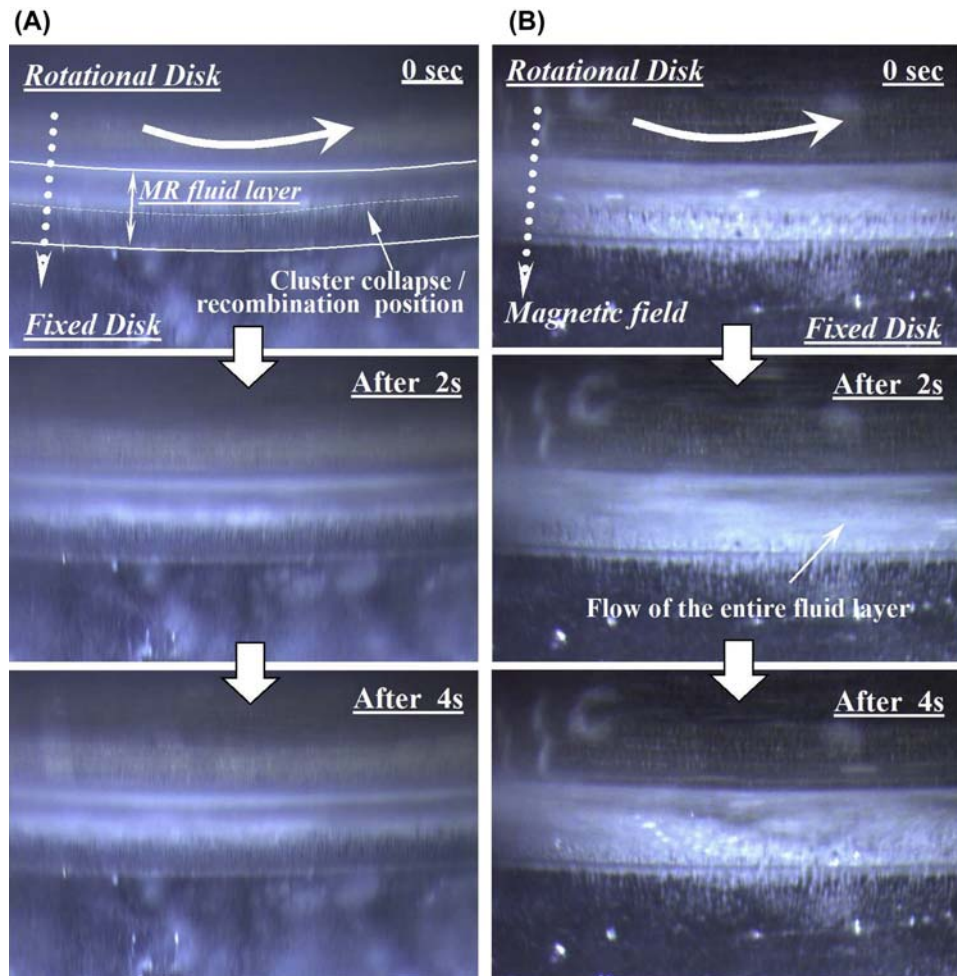 (A)
Rotational Disk
0 sec
MR fluid layer
Cluster collapse /
recombination position
Fixed Disk
After 2s
After 4s
(B)
Rotational Disk
0 sec
Magnetic field
Fixed Disk
After 2s
Flow of the entire fluid layer
After 4s